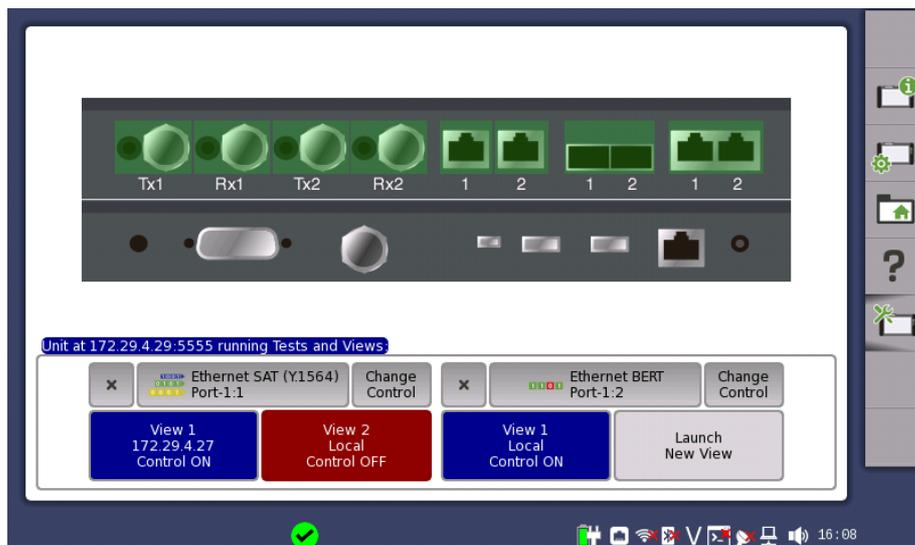 Tx1 Rx1 Tx2 Rx2 1 2 1 2 1 2
Unit at 172.29.4.29:5555 running Tests and Views:
Ethernet SAT (Y.1564)
Port-1:1
Change
Control
Ethernet BERT
Port-1:2
Change
Control
View 1
172.29.4.27
Control ON
View 2
Local
Control OFF
View 1
Local
Control ON
Launch
New View
16:08